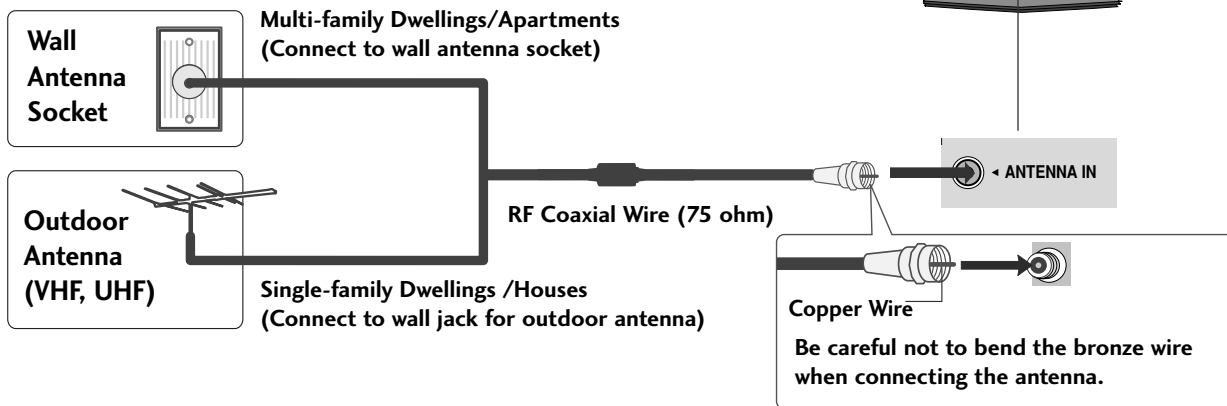 Wall
Antenna
Socket
Multi-family Dwellings/Apartments
(Connect to wall antenna socket)
Outdoor
Antenna
(VHF, UHF)
Single-family Dwellings /Houses
(Connect to wall jack for outdoor antenna)
RF Coaxial Wire (75 ohm)
ANTENNA IN
Copper Wire
Be careful not to bend the bronze wire
when connecting the antenna.